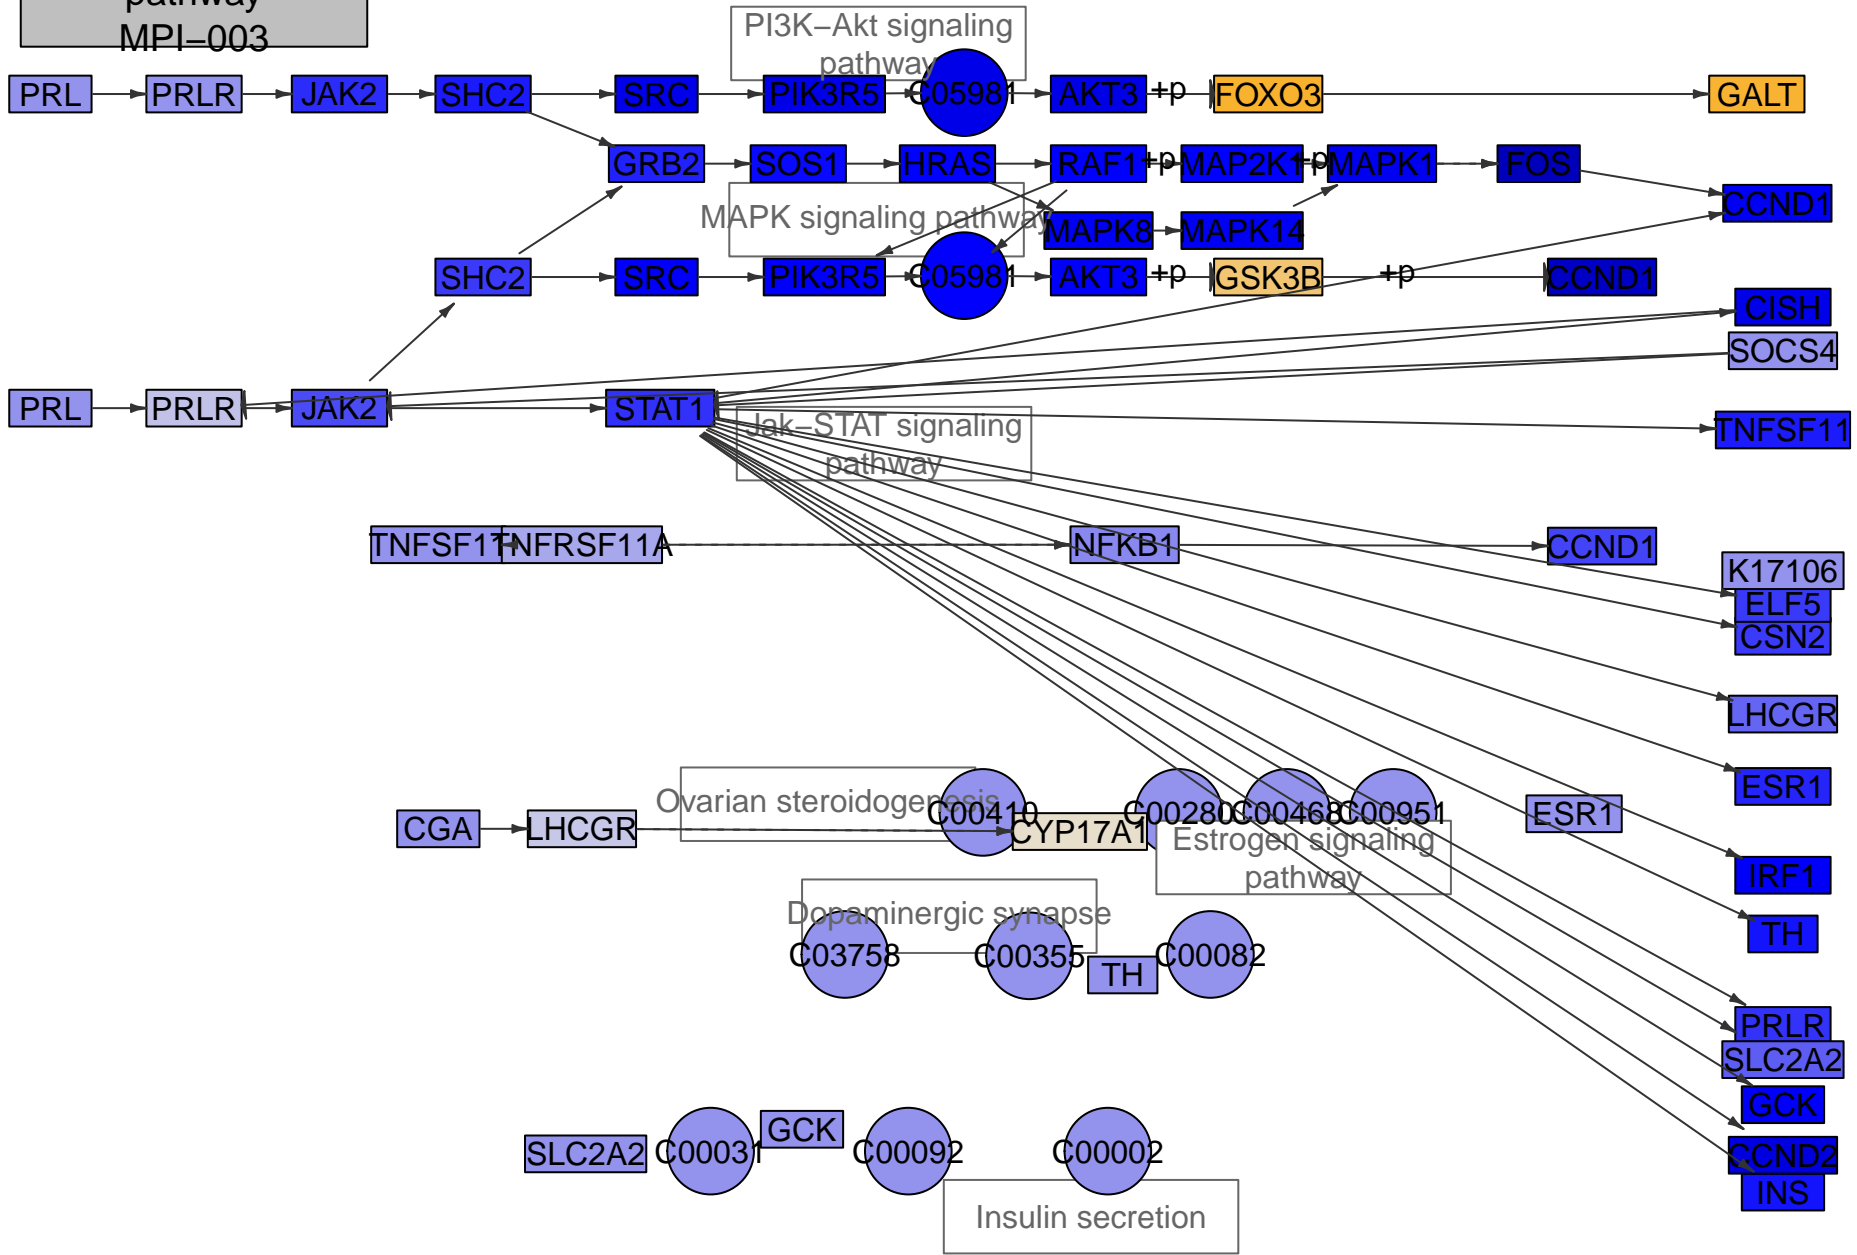 pathway
MPI−003
PI3K−Akt signaling
pathway
PRL
PRLR
JAK2
SHC2
SRC
PIK3R5
C05981
AKT3
+p
FOXO3
GALT
GRB2
SOS1
HRAS
RAF1
+p
MAP2K1
+p
MAPK1
FOS
CCND1
MAPK signaling pathway
MAPK8
MAPK14
SHC2
SRC
PIK3R5
C05981
AKT3
+p
GSK3B
+p
CCND1
CISH
SOCS4
PRL
PRLR
JAK2
STAT1
Jak−STAT signaling
pathway
TNFSF11
TNFSF11
TNFRSF11A
NFKB1
CCND1
K17106
ELF5
CSN2
LHCGR
ESR1
Ovarian steroidogenesis
C00410
C00280
C00468
C00951
ESR1
CGA
LHCGR
CYP17A1
Estrogen signaling
pathway
IRF1
Dopaminergic synapse
TH
C03758
C00355
TH
C00082
PRLR
SLC2A2
GCK
SLC2A2
C00031
GCK
C00092
C00002
CCND2
INS
Insulin secretion